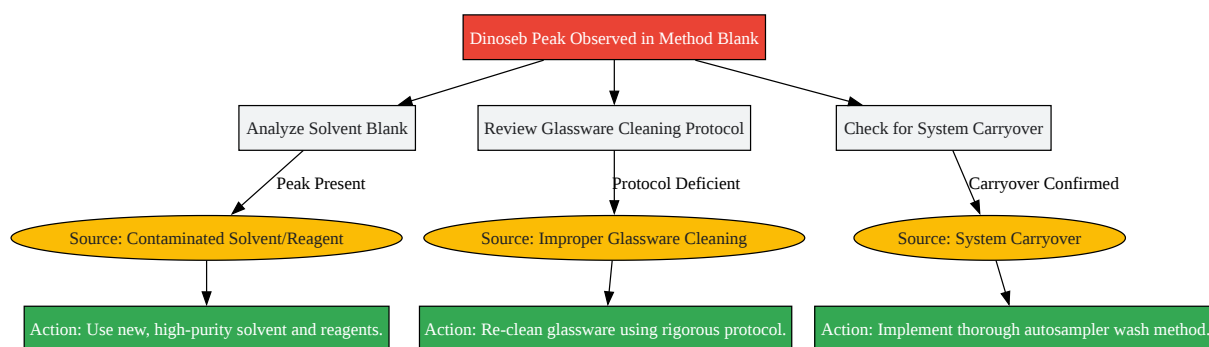 Dinoseb Peak Observed in Method Blank
Analyze Solvent Blank
Review Glassware Cleaning Protocol
Check for System Carryover
Peak Present
Protocol Deficient
Carryover Confirmed
Source: Contaminated Solvent/Reagent
Source: Improper Glassware Cleaning
Source: System Carryover
Action: Use new, high-purity solvent and reagents.
Action: Re-clean glassware using rigorous protocol.
Action: Implement thorough autosampler wash method.